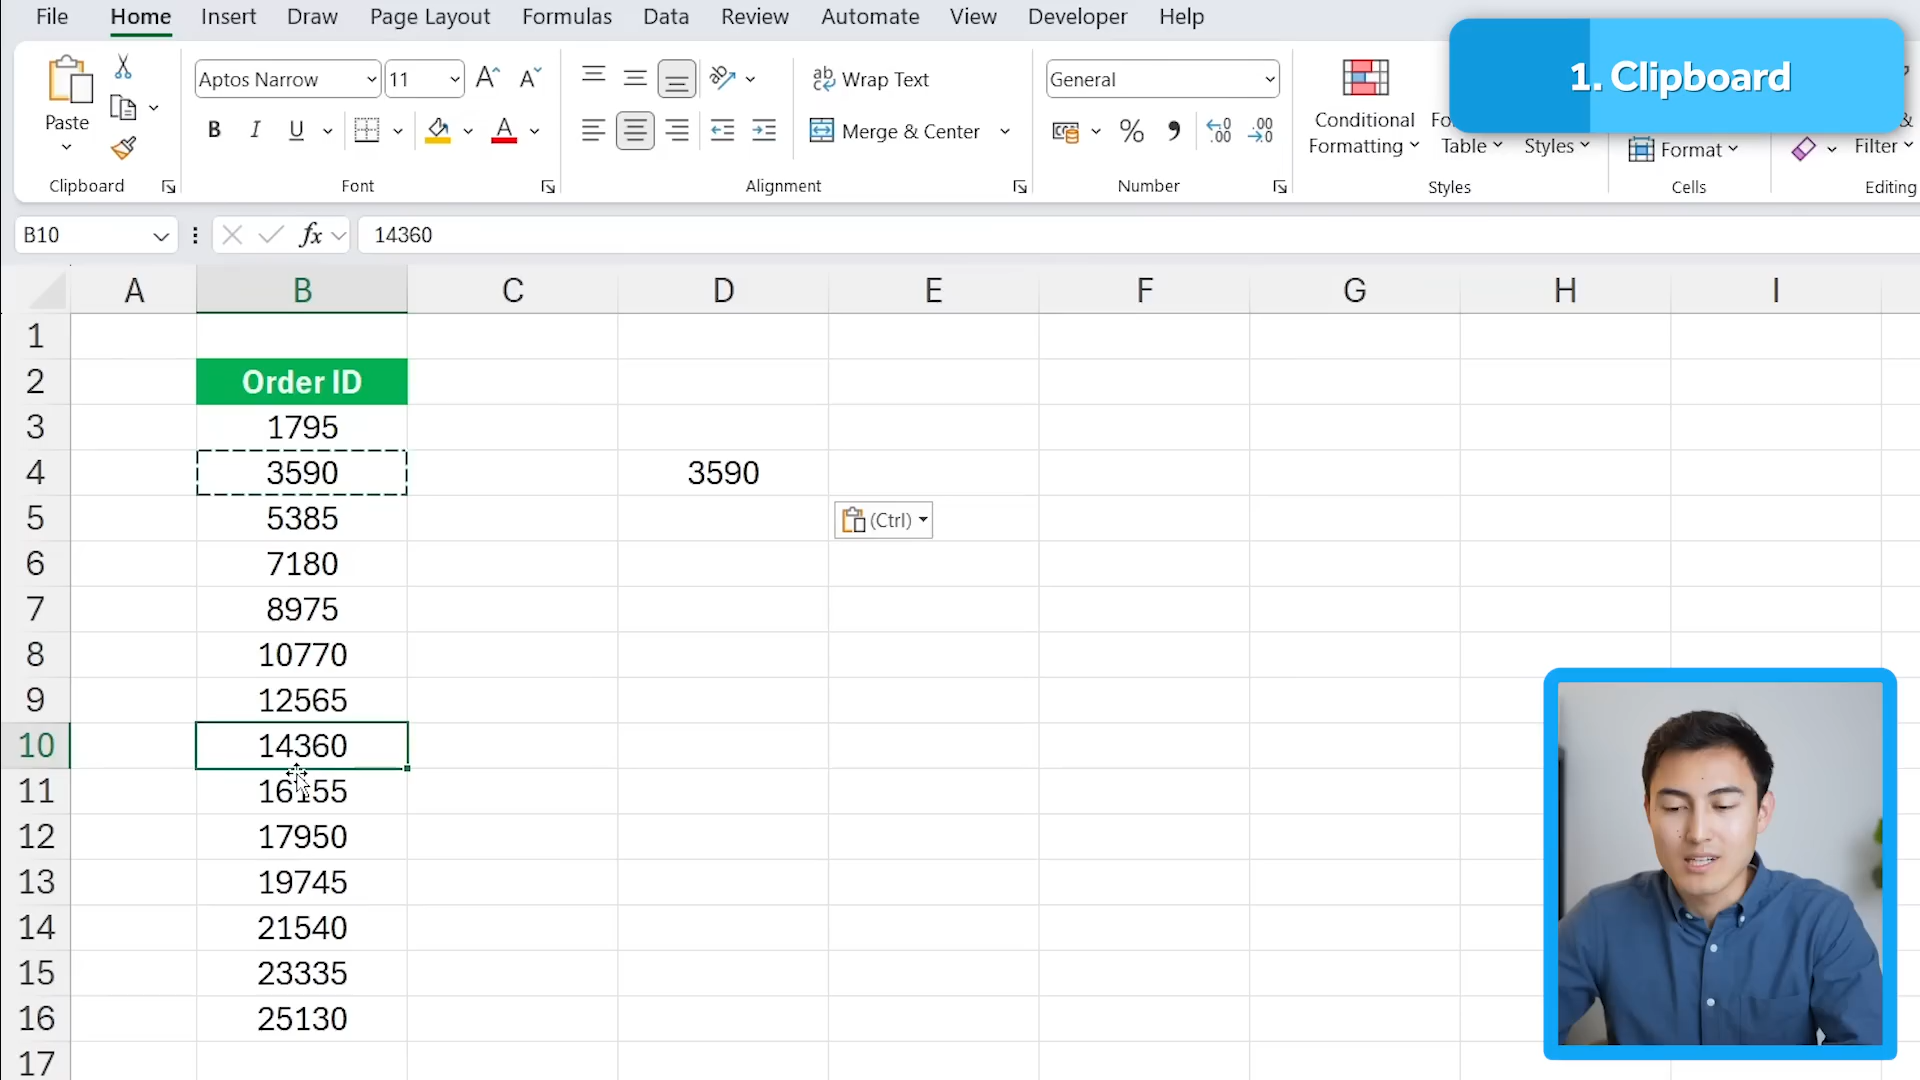 File Home Insert Draw Page Layout Formulas Data Review Automate View Developer Help
1. Clipboard
Paste
Aptos Narrow 11
Wrap Text
General
B I U A
Merge & Center
Conditional
Formatting
Table
Styles
Format
Filter
Clipboard Font Alignment Number Styles Cells Editing
B10 fx 14360
A B C D E F G H I
1
2 Order ID
3 1795
4 3590 3590
5 5385 (Ctrl)
6 7180
7 8975
8 10770
9 12565
10 14360
11 16155
12 17950
13 19745
14 21540
15 23335
16 25130
17